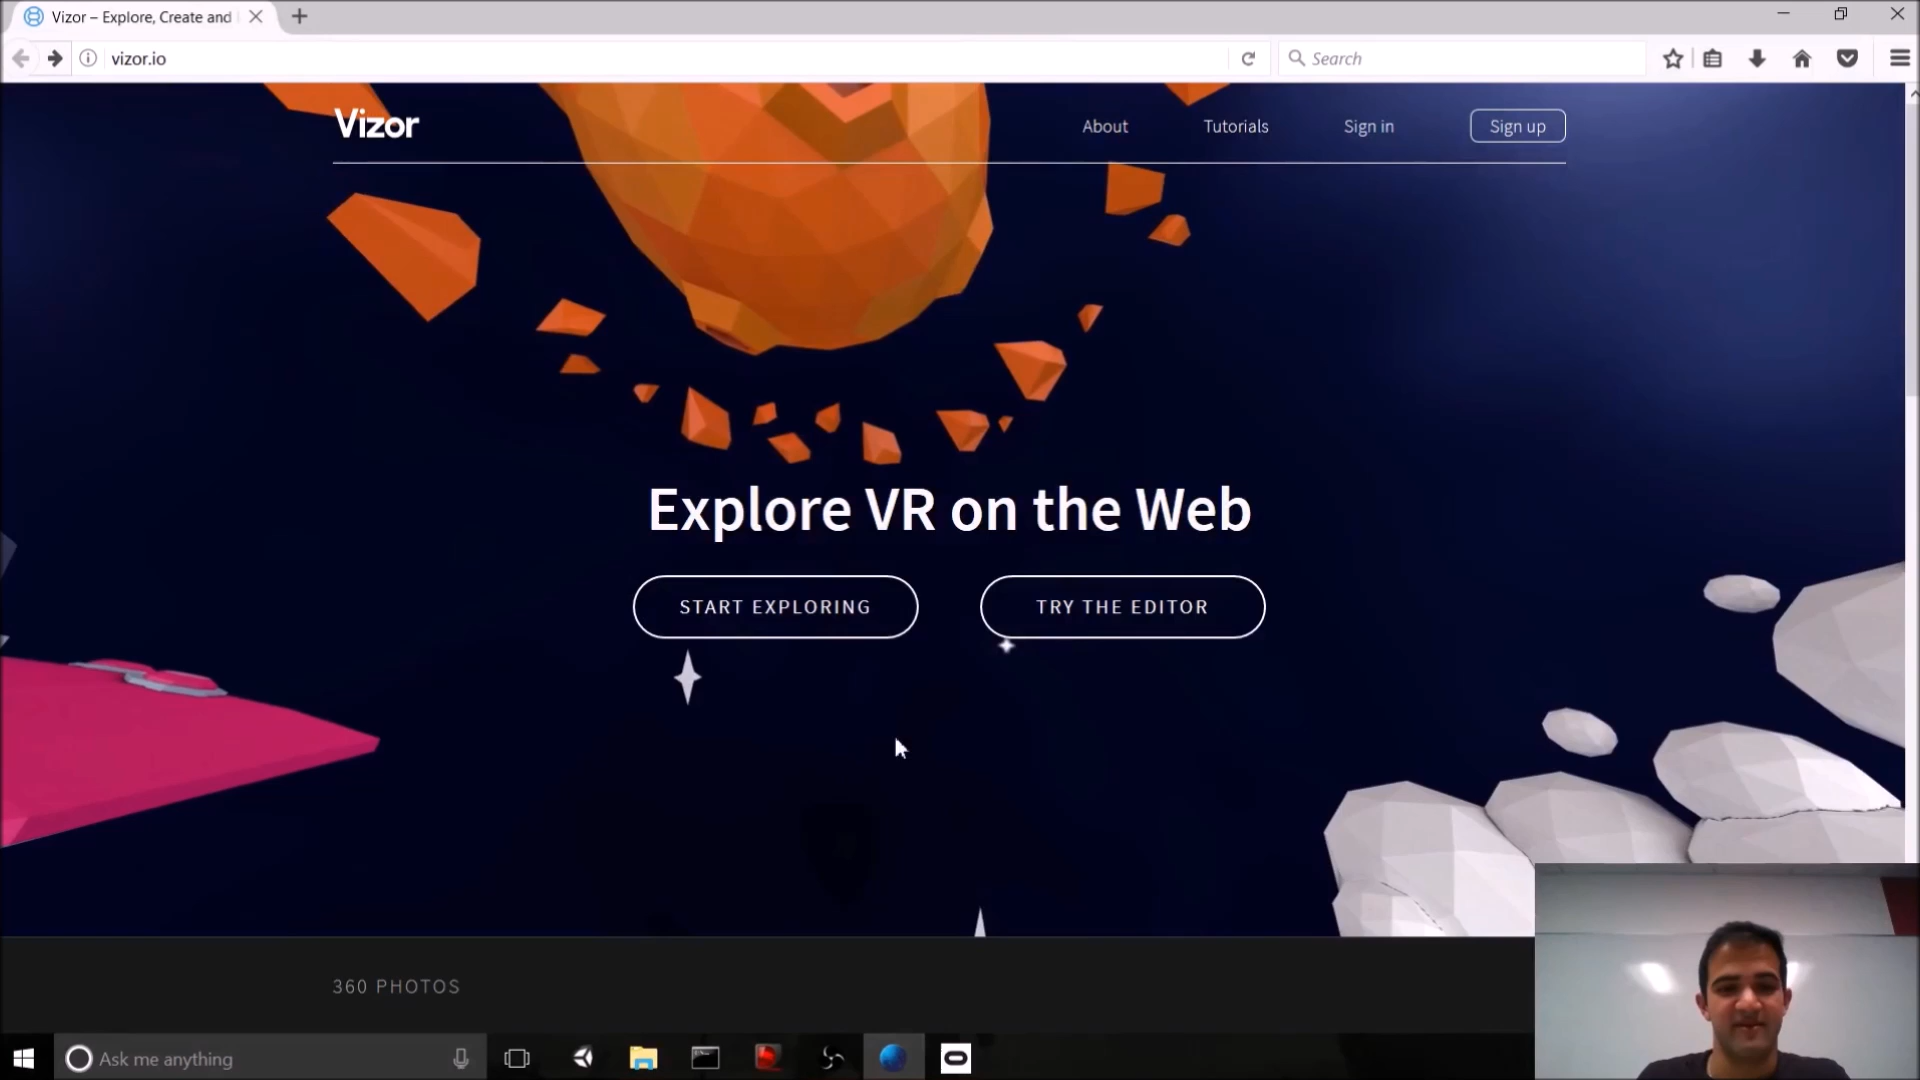 Vizor – Explore, Create and
vizor.io
Search
Vizor
About
Tutorials
Sign in
Sign up
Explore VR on the Web
START EXPLORING
TRY THE EDITOR
360 PHOTOS
Ask me anything